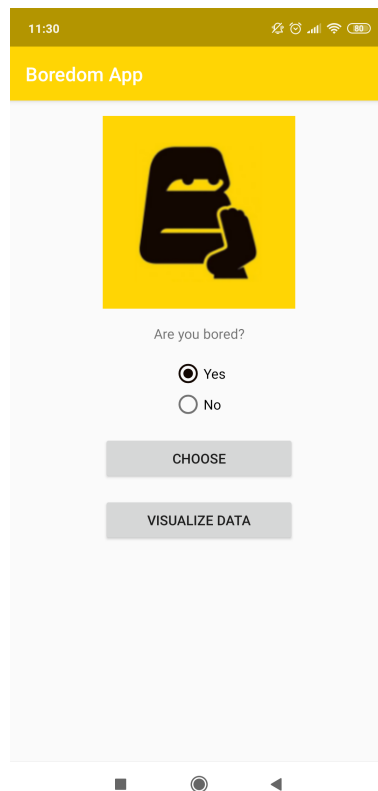 11:30
80
Boredom App
Are you bored?
Yes
No
CHOOSE
VISUALIZE DATA